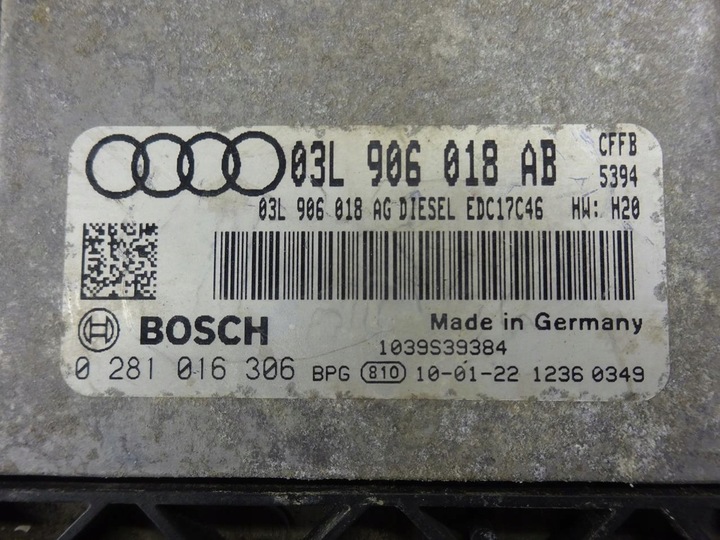 03L 906 018 AB CFFB
5394
03L 906 018 AG DIESEL EDC17C46 HW: H20
BOSCH
Made in Germany
1039S39384
0 281 016 306 BPG 810 10-01-22 1236 0349